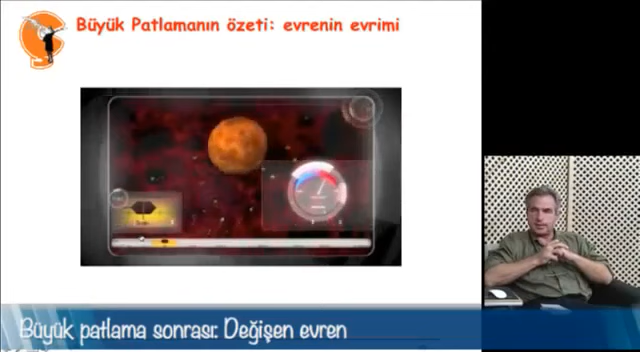 Büyük Patlamanın özeti: evrenin evrimi
Büyük patlama sonrası: Değişen evren